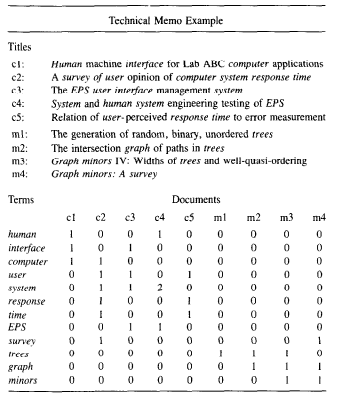 Technical Memo Example
Titles
c1: Human machine interface for Lab ABC computer applications
c2: A survey of user opinion of computer system response time
c3: The EPS user interface management system
c4: System and human system engineering testing of EPS
c5: Relation of user-perceived response time to error measurement
m1: The generation of random, binary, unordered trees
m2: The intersection graph of paths in trees
m3: Graph minors IV: Widths of trees and well-quasi-ordering
m4: Graph minors: A survey
Terms Documents
c1 c2 c3 c4 c5 m1 m2 m3 m4
human 1 0 0 1 0 0 0 0 0
interface 1 0 1 0 0 0 0 0 0
computer 1 1 0 0 0 0 0 0 0
user 0 1 1 0 1 0 0 0 0
system 0 1 1 2 0 0 0 0 0
response 0 1 0 0 1 0 0 0 0
time 0 1 0 0 1 0 0 0 0
EPS 0 0 1 1 0 0 0 0 0
survey 0 1 0 0 0 0 0 0 1
trees 0 0 0 0 0 1 1 1 0
graph 0 0 0 0 0 0 1 1 1
minors 0 0 0 0 0 0 0 1 1